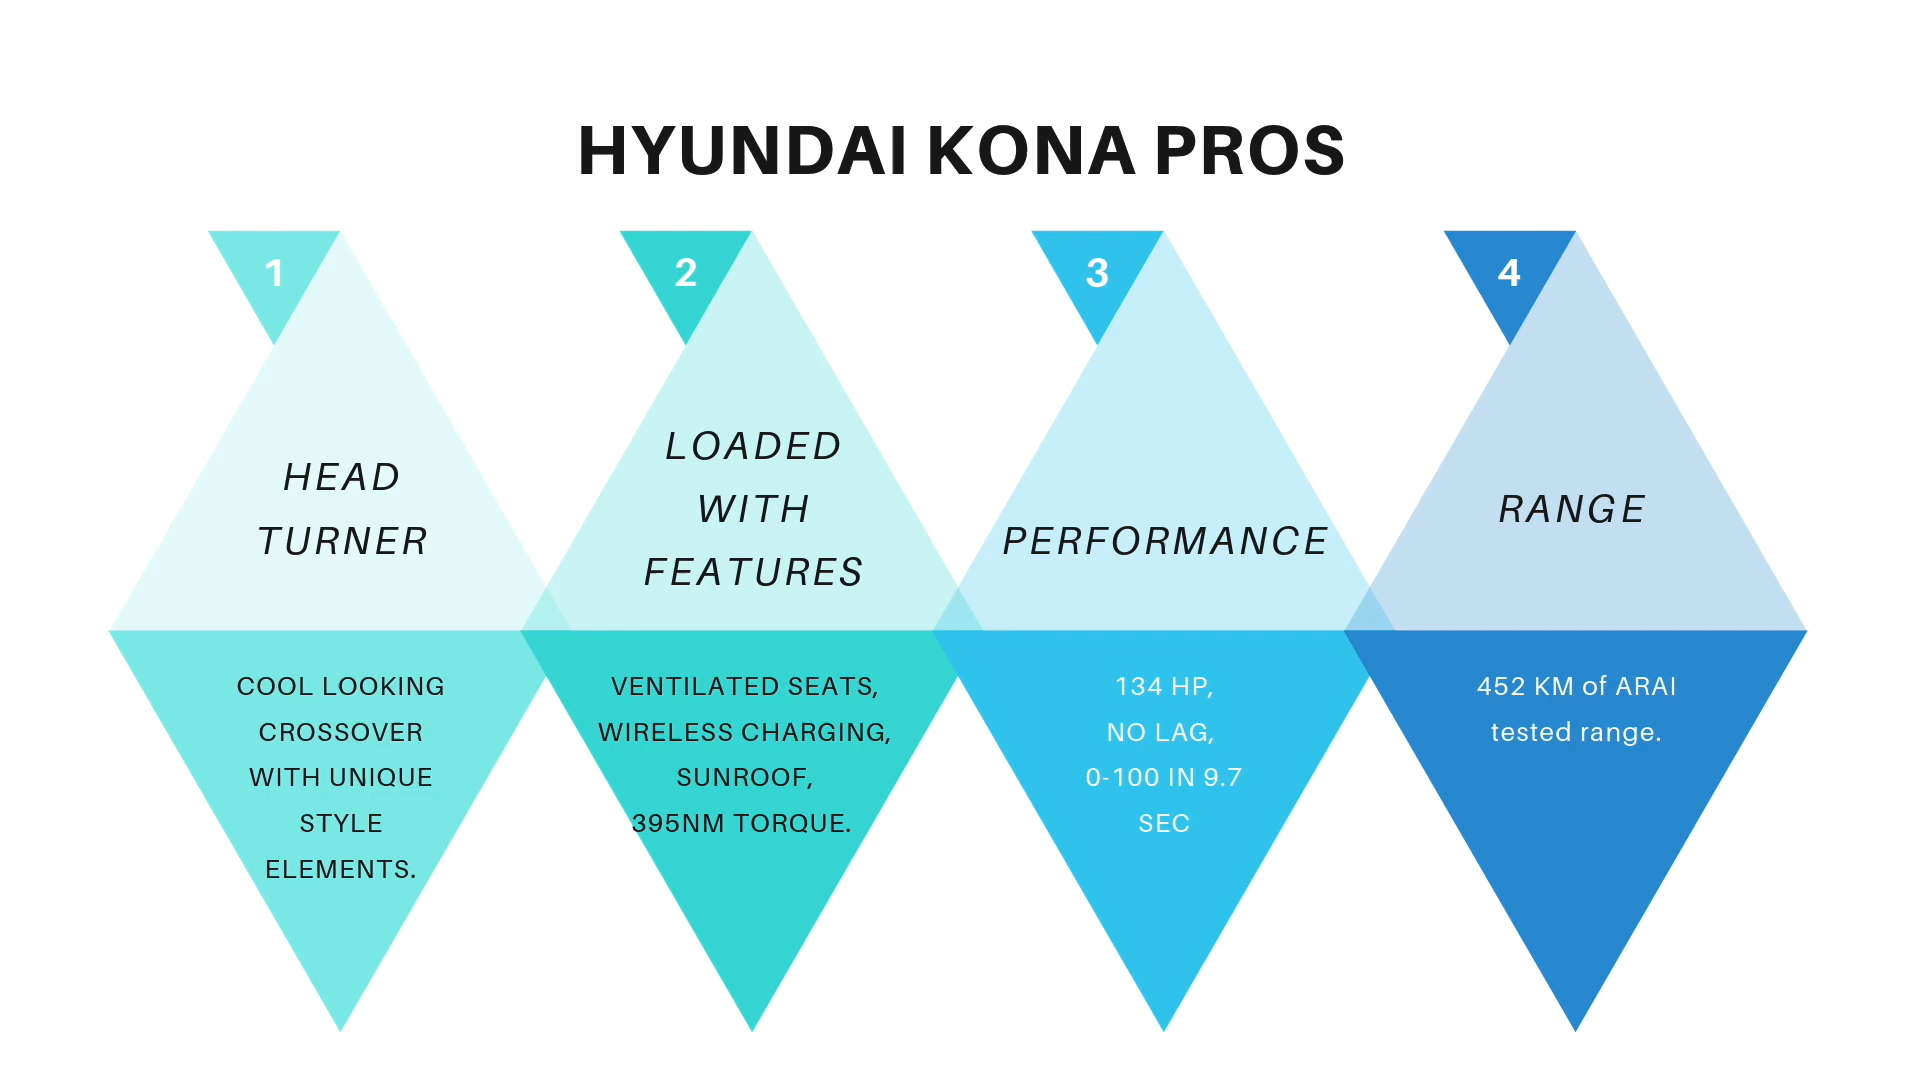 HYUNDAI KONA PROS
1
HEAD
TURNER
COOL LOOKING
CROSSOVER
WITH UNIQUE
STYLE
ELEMENTS.
2
LOADED
WITH
FEATURES
VENTILATED SEATS,
WIRELESS CHARGING,
SUNROOF,
395NM TORQUE.
3
PERFORMANCE
134 HP,
NO LAG,
0-100 IN 9.7
SEC
4
RANGE
452 KM of ARAI
tested range.